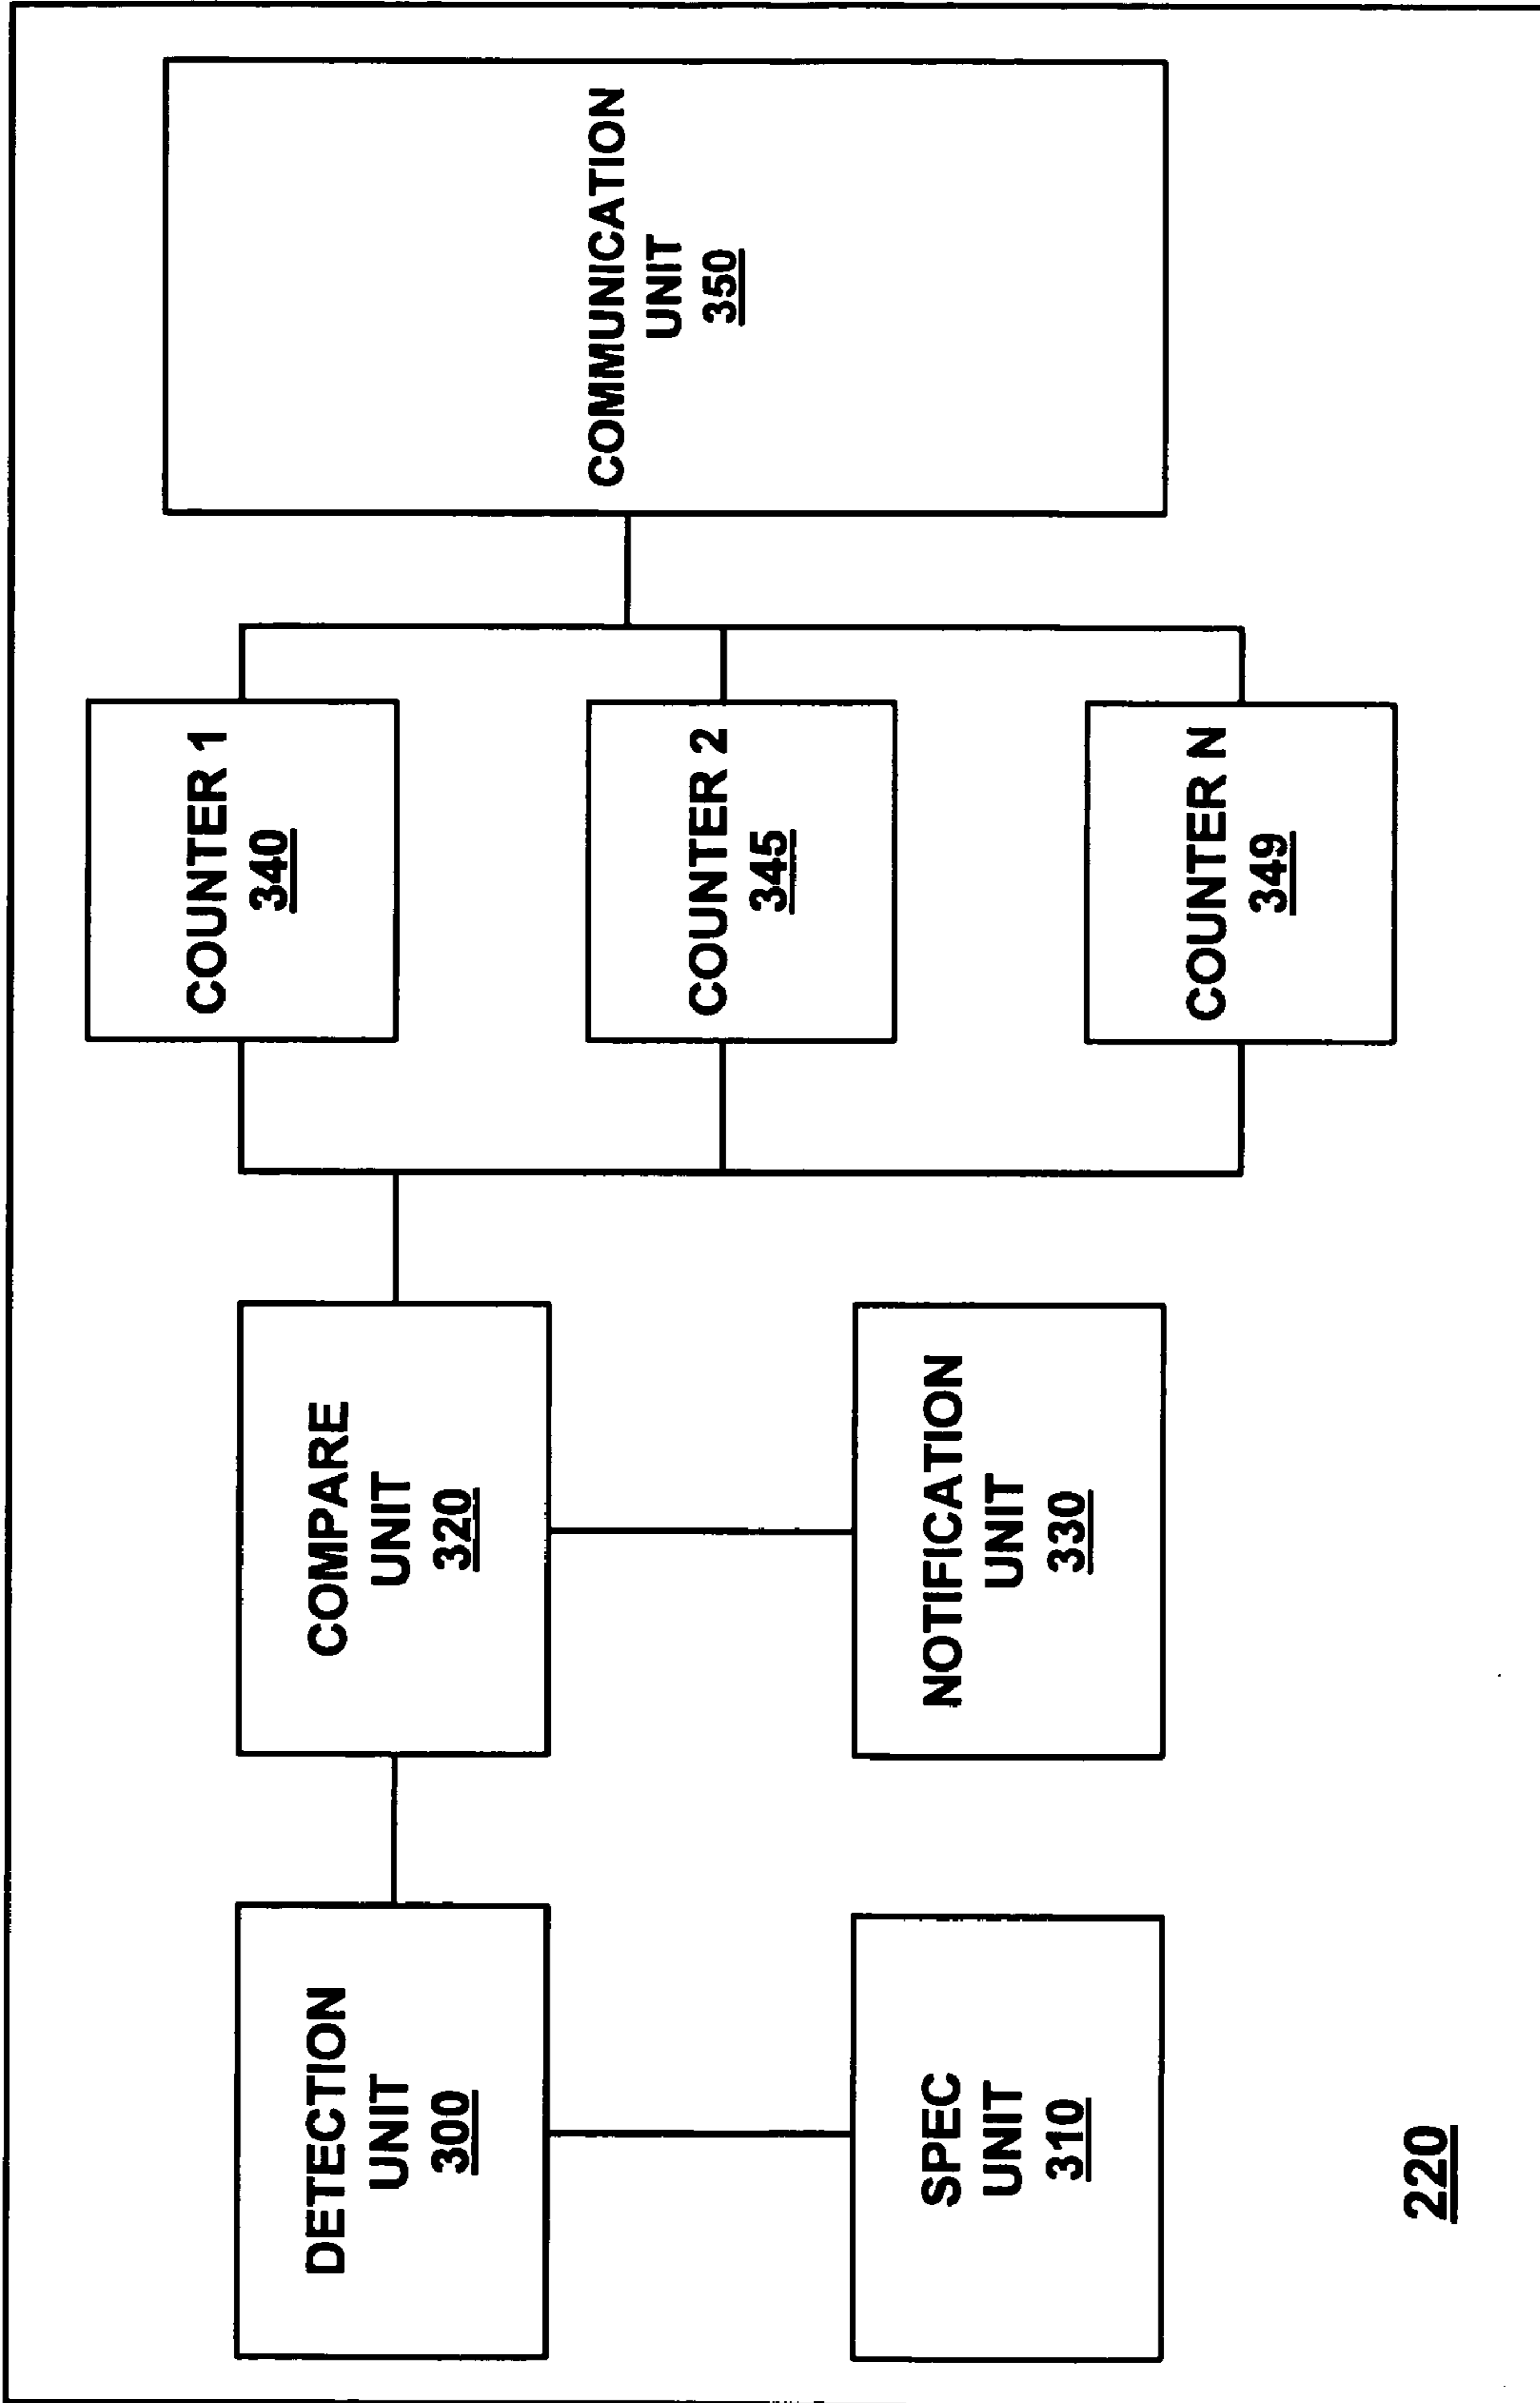 DETECTION
UNIT
300
COMPARE
UNIT
320
COUNTER 1
340
COUNTER 2
345
COUNTER N
349
COMMUNICATION
UNIT
350
SPEC
UNIT
310
NOTIFICATION
UNIT
330
220